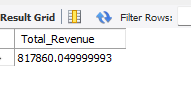 Result Grid Filter Rows:
Total_Revenue
817860.049999993